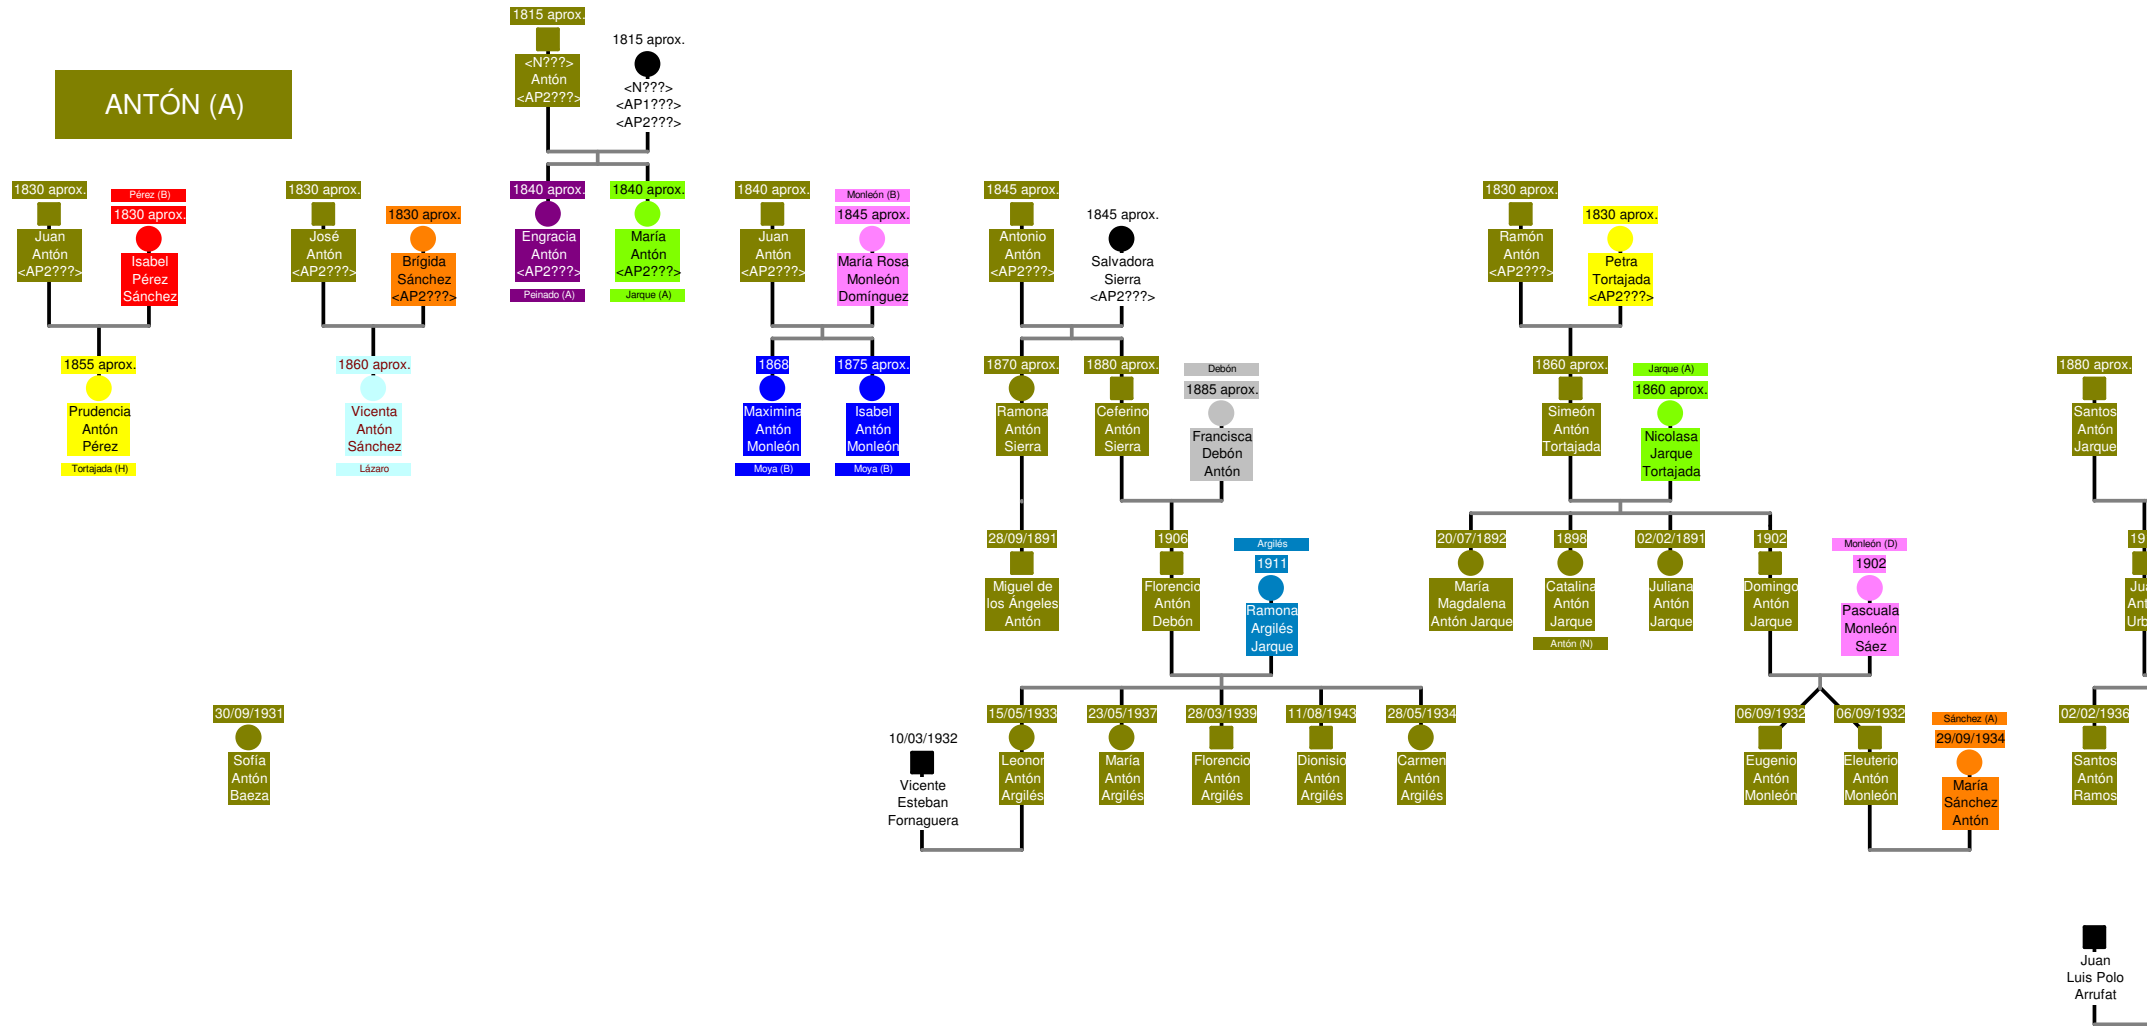 ANTÓN (A)
1815 aprox.
<N???>
Antón
<AP2???>
1815 aprox.
<N???>
<AP1???>
<AP2???>
1830 aprox.
Juan
Antón
<AP2???>
Pérez (B)
1830 aprox.
Isabel
Pérez
Sánchez
1830 aprox.
José
Antón
<AP2???>
1830 aprox.
Brígida
Sánchez
<AP2???>
1840 aprox.
Engracia
Antón
<AP2???>
Peinado (A)
1840 aprox.
María
Antón
<AP2???>
Jarque (A)
1840 aprox.
Juan
Antón
<AP2???>
Monleón (B)
1845 aprox.
María Rosa
Monleón
Domínguez
1845 aprox.
Antonio
Antón
<AP2???>
1845 aprox.
Salvadora
Sierra
<AP2???>
1830 aprox.
Ramón
Antón
<AP2???>
1830 aprox.
Petra
Tortajada
<AP2???>
1855 aprox.
Prudencia
Antón
Pérez
Tortajada (H)
1860 aprox.
Vicenta
Antón
Sánchez
Lázaro
1868
Maximina
Antón
Monleón
Moya (B)
1875 aprox.
Isabel
Antón
Monleón
Moya (B)
1870 aprox.
Ramona
Antón
Sierra
1880 aprox.
Ceferino
Antón
Sierra
Debón
1885 aprox.
Francisca
Debón
Antón
1860 aprox.
Simeón
Antón
Tortajada
Jarque (A)
1860 aprox.
Nicolasa
Jarque
Tortajada
1880 aprox.
Santos
Antón
Jarque
28/09/1891
Miguel de
los Ángeles
Antón
1906
Florencio
Antón
Debón
Argilés
1911
Ramona
Argilés
Jarque
20/07/1892
María
Magdalena
Antón Jarque
1898
Catalina
Antón
Jarque
Antón (N)
02/02/1891
Juliana
Antón
Jarque
1902
Domingo
Antón
Jarque
Monleón (D)
1902
Pascuala
Monleón
Sáez
19
Jua
Ant
Urb
30/09/1931
Sofía
Antón
Baeza
10/03/1932
Vicente
Esteban
Fornaguera
15/05/1933
Leonor
Antón
Argilés
23/05/1937
María
Antón
Argilés
28/03/1939
Florencio
Antón
Argilés
11/08/1943
Dionisio
Antón
Argilés
28/05/1934
Carmen
Antón
Argilés
06/09/1932
Eugenio
Antón
Monleón
06/09/1932
Eleuterio
Antón
Monleón
Sánchez (A)
29/09/1934
María
Sánchez
Antón
02/02/1936
Santos
Antón
Ramos
Juan
Luis Polo
Arrufat